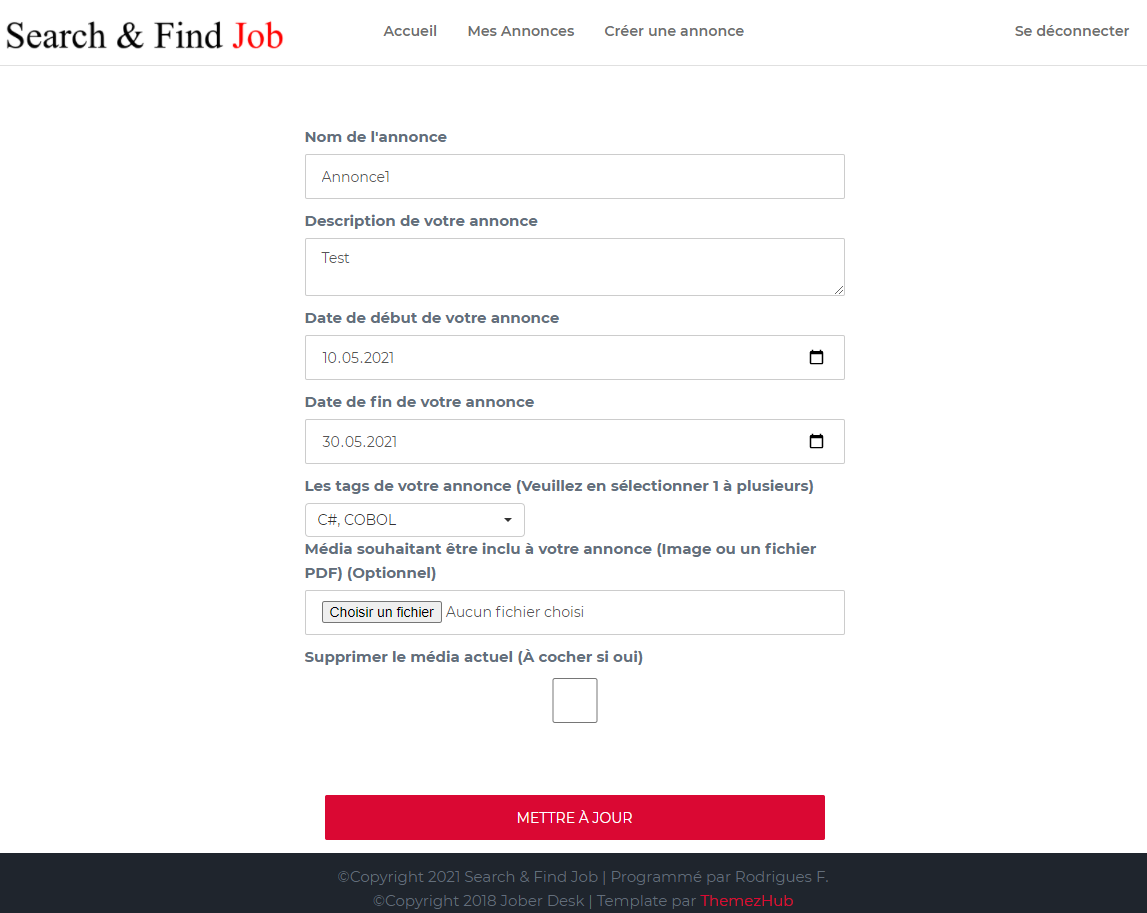 Search & Find Job
Accueil
Mes Annonces
Créer une annonce
Se déconnecter
Nom de l'annonce
Annonce1
Description de votre annonce
Test
Date de début de votre annonce
10.05.2021
Date de fin de votre annonce
30.05.2021
Les tags de votre annonce (Veuillez en sélectionner 1 à plusieurs)
C#, COBOL
Média souhaitant être inclu à votre annonce (Image ou un fichier
PDF) (Optionnel)
Choisir un fichier Aucun fichier choisi
Supprimer le média actuel (À cocher si oui)
METTRE À JOUR
©Copyright 2021 Search & Find Job | Programmé par Rodrigues F.
©Copyright 2018 Jober Desk | Template par ThemezHub